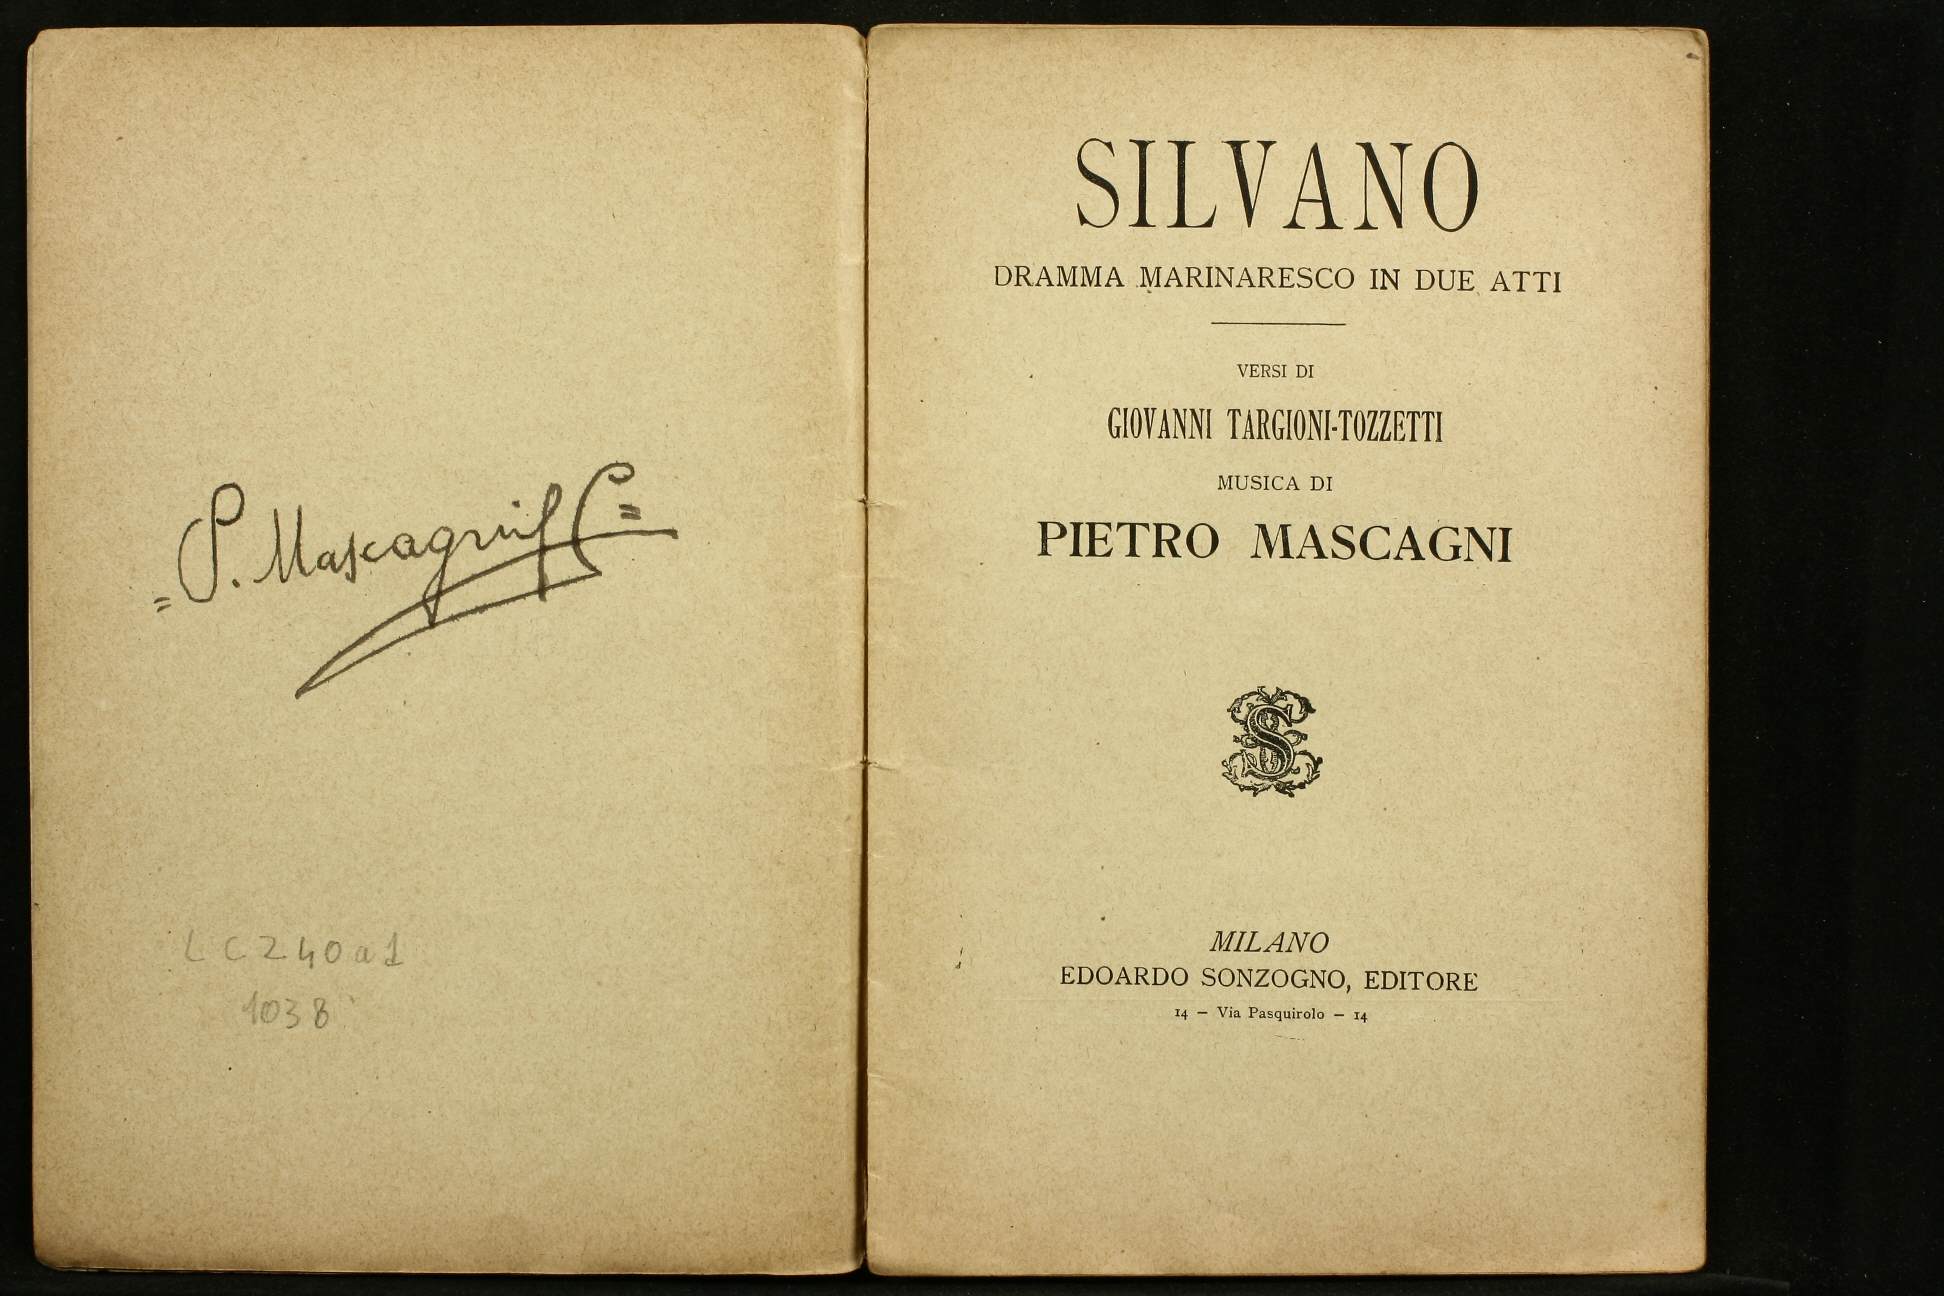 = P. Mascagni =
LCZ40a1
1038
SILVANO
DRAMMA MARINARESCO IN DUE ATTI
VERSI DI
GIOVANNI TARGIONI-TOZZETTI
MUSICA DI
PIETRO MASCAGNI
MILANO
EDOARDO SONZOGNO, EDITORE
14 — Via Pasquirolo — 14